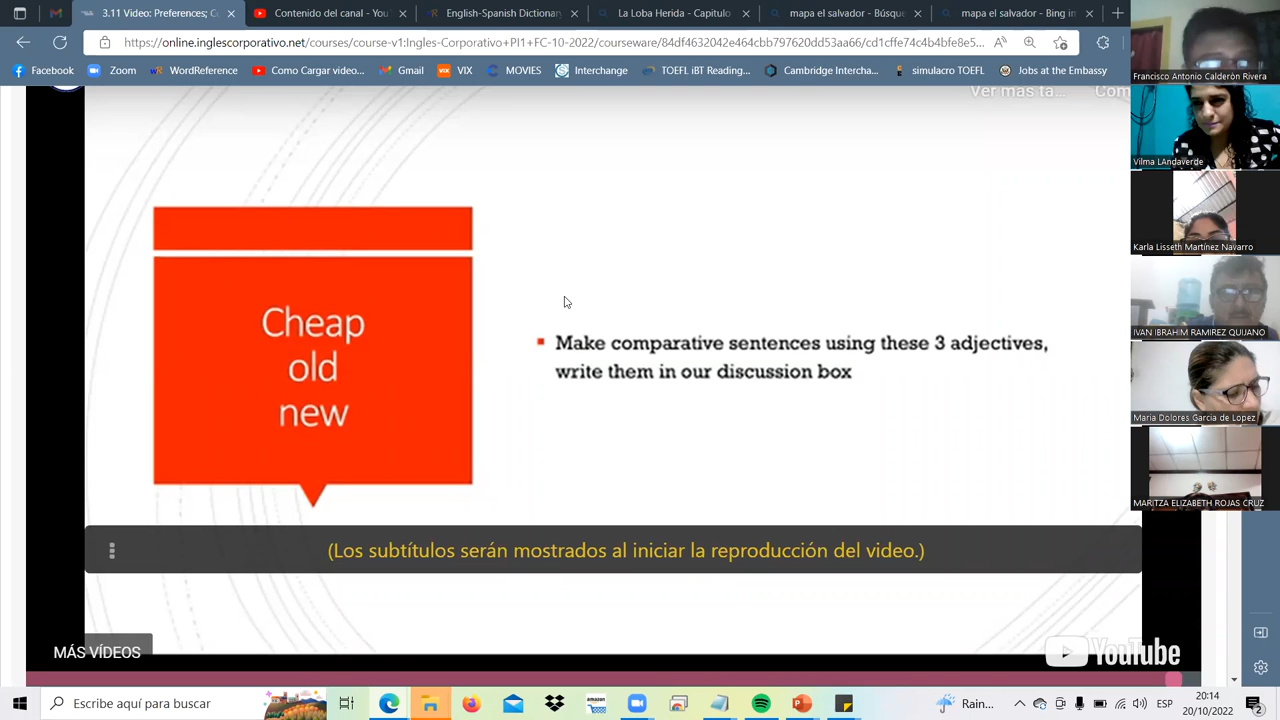 3.11 Video: Preferences; C
Contenido del canal - You
English-Spanish Dictionary
La Loba Herida - Capitulo
mapa el salvador - Búsque
mapa el salvador - Bing im
https://online.inglescorporativo.net/courses/course-v1:Ingles-Corporativo+PI1+FC-10-2022/courseware/84df4632042e464cbb797620dd53aa66/cd1cffe74c4b4bfe8e5...
Facebook
Zoom
WordReference
Como Cargar video...
Gmail
VIX
MOVIES
Interchange
TOEFL iBT Reading...
Cambridge Intercha...
simulacro TOEFL
Jobs at the Embassy
Ver más ta...
Com
Cheap
old
new
Make comparative sentences using these 3 adjectives,
write them in our discussion box
(Los subtítulos serán mostrados al iniciar la reproducción del video.)
MÁS VÍDEOS
YouTube
Francisco Antonio Calderón Rivera
Vilma LAndaverde
Karla Lisseth Martínez Navarro
IVAN IBRAHIM RAMIREZ QUIJANO
Maria Dolores Garcia de Lopez
MARITZA ELIZABETH ROJAS CRUZ
Escribe aquí para buscar
Rain...
ESP
20:14
20/10/2022
2